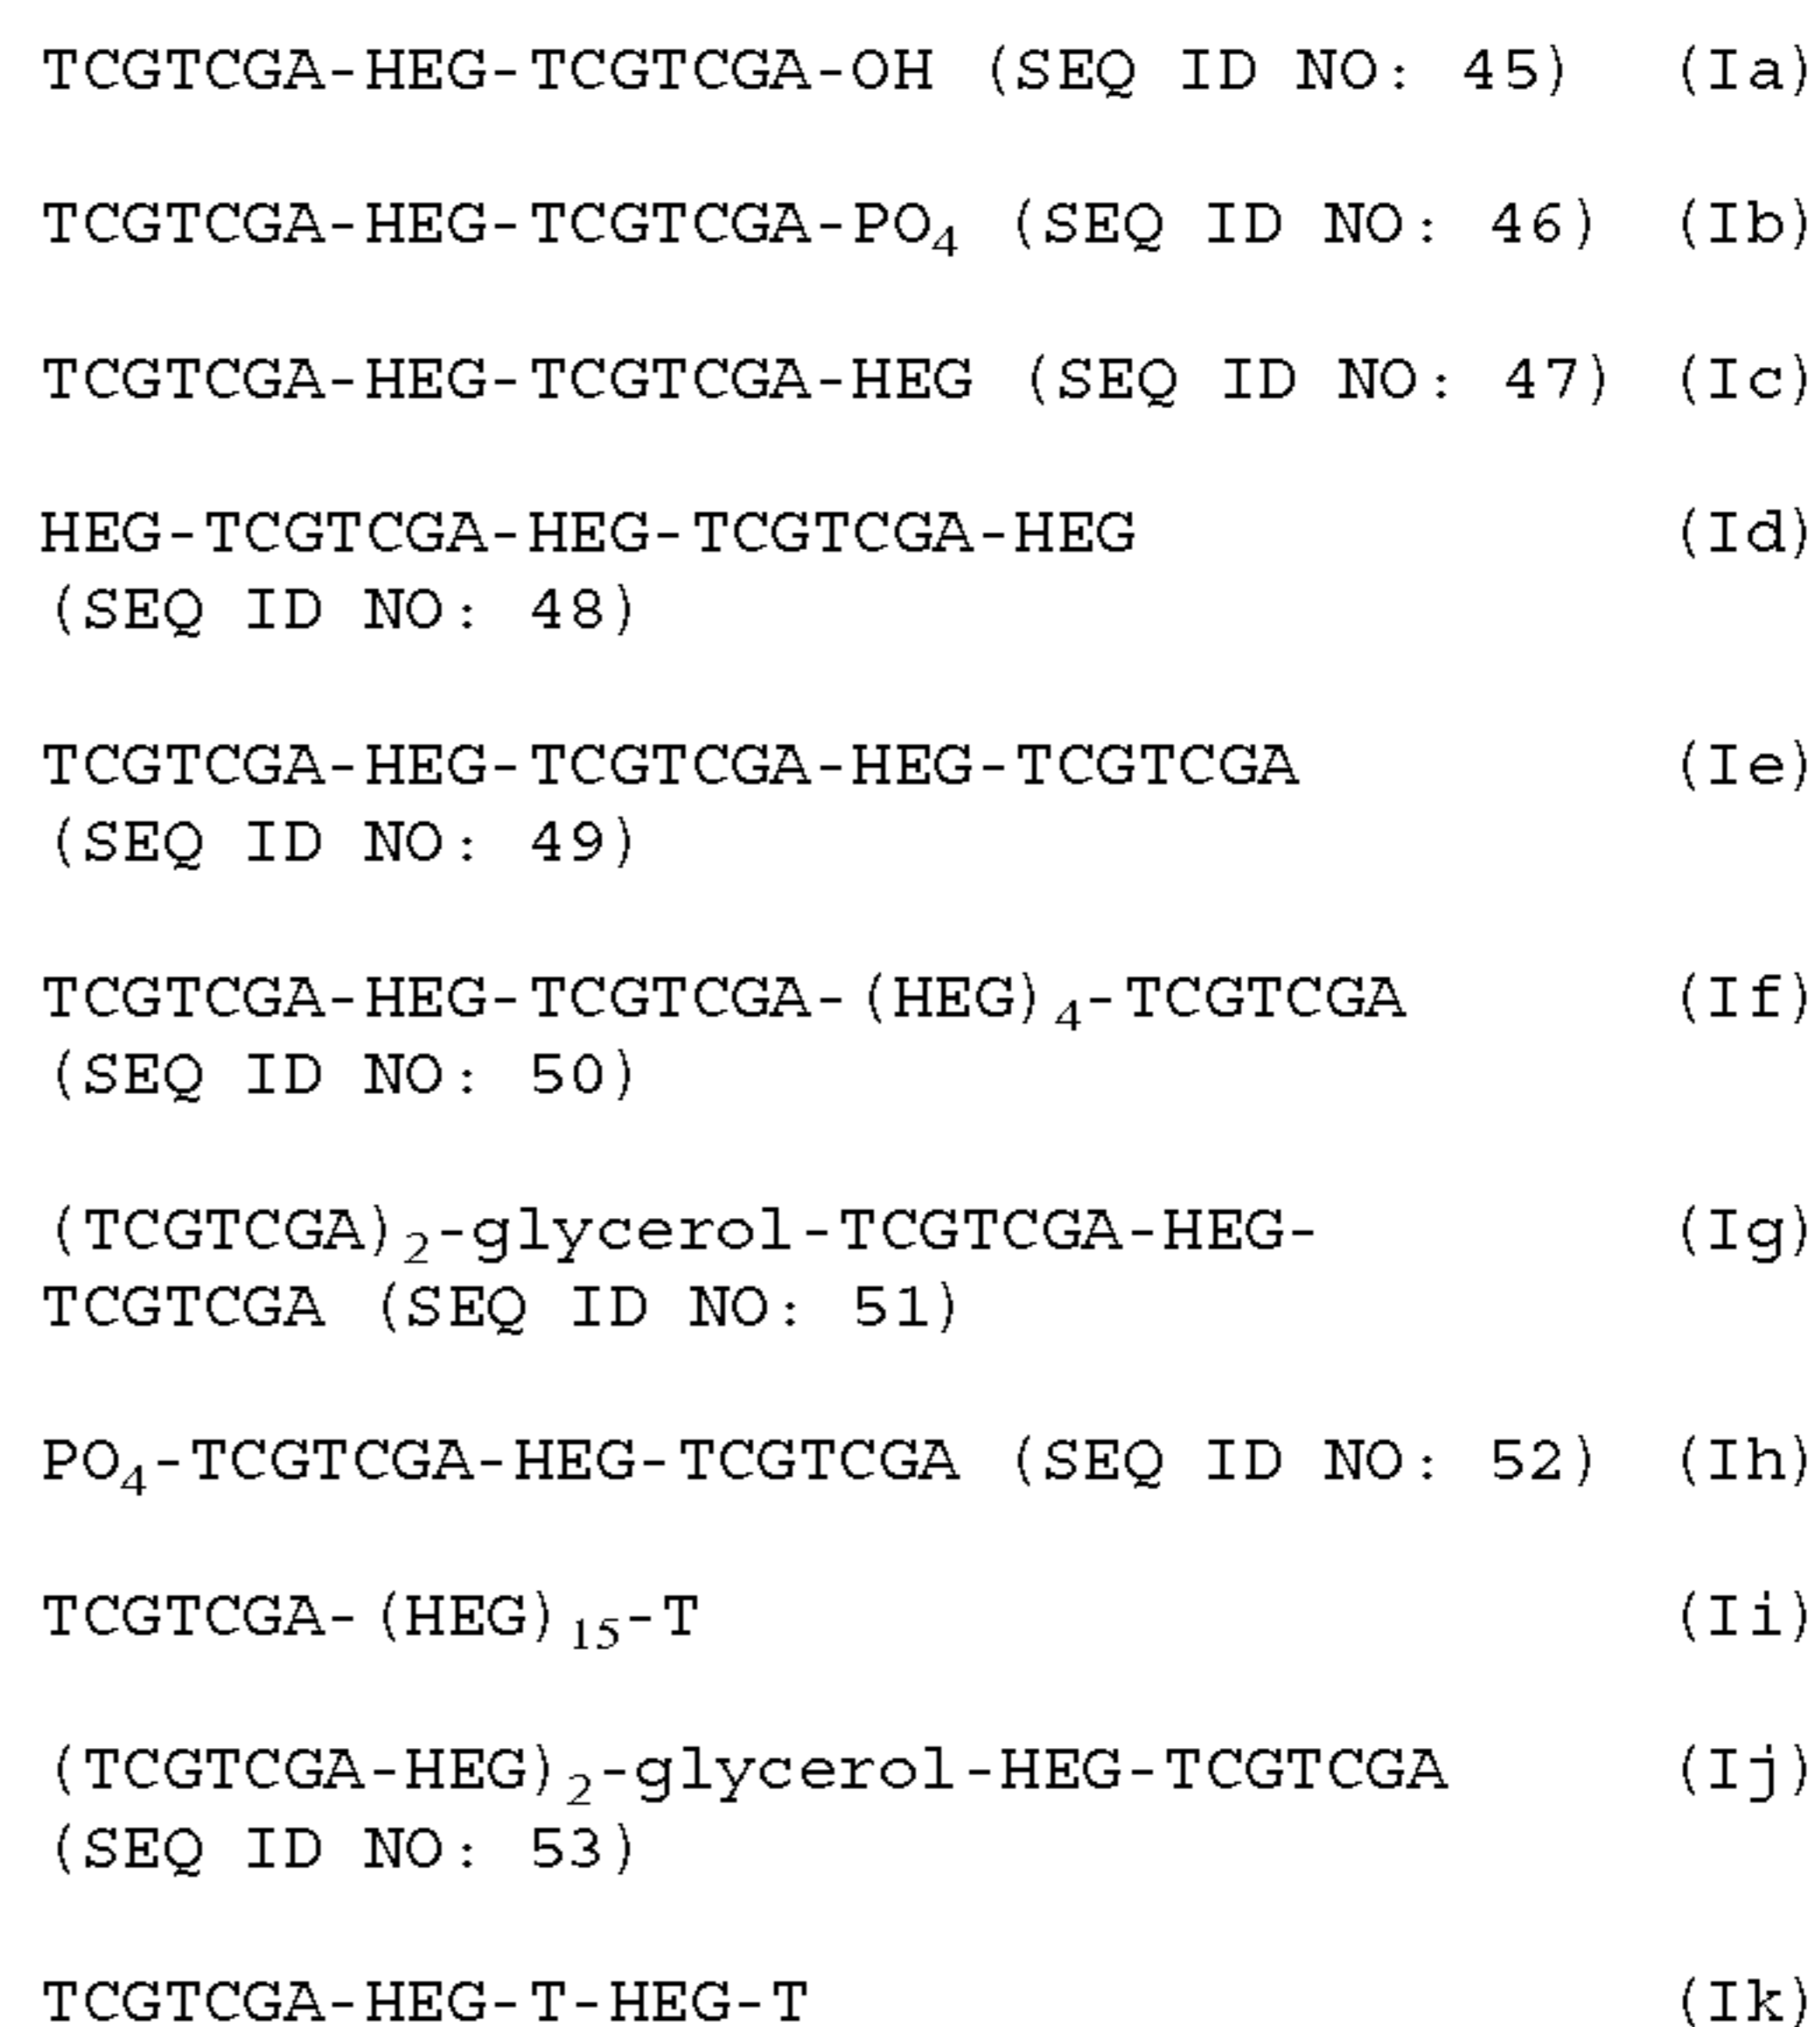 TCGTCGA-HEG-TCGTCGA-OH (SEQ ID NO: 45) (Ia)
TCGTCGA-HEG-TCGTCGA-PO₄ (SEQ ID NO: 46) (Ib)
TCGTCGA-HEG-TCGTCGA-HEG (SEQ ID NO: 47) (Ic)
HEG-TCGTCGA-HEG-TCGTCGA-HEG (Id)
(SEQ ID NO: 48)
TCGTCGA-HEG-TCGTCGA-HEG-TCGTCGA (Ie)
(SEQ ID NO: 49)
TCGTCGA-HEG-TCGTCGA-(HEG)₄-TCGTCGA (If)
(SEQ ID NO: 50)
(TCGTCGA)₂-glycerol-TCGTCGA-HEG- (Ig)
TCGTCGA (SEQ ID NO: 51)
PO₄-TCGTCGA-HEG-TCGTCGA (SEQ ID NO: 52) (Ih)
TCGTCGA-(HEG)₁₅-T (Ii)
(TCGTCGA-HEG)₂-glycerol-HEG-TCGTCGA (Ij)
(SEQ ID NO: 53)
TCGTCGA-HEG-T-HEG-T (Ik)